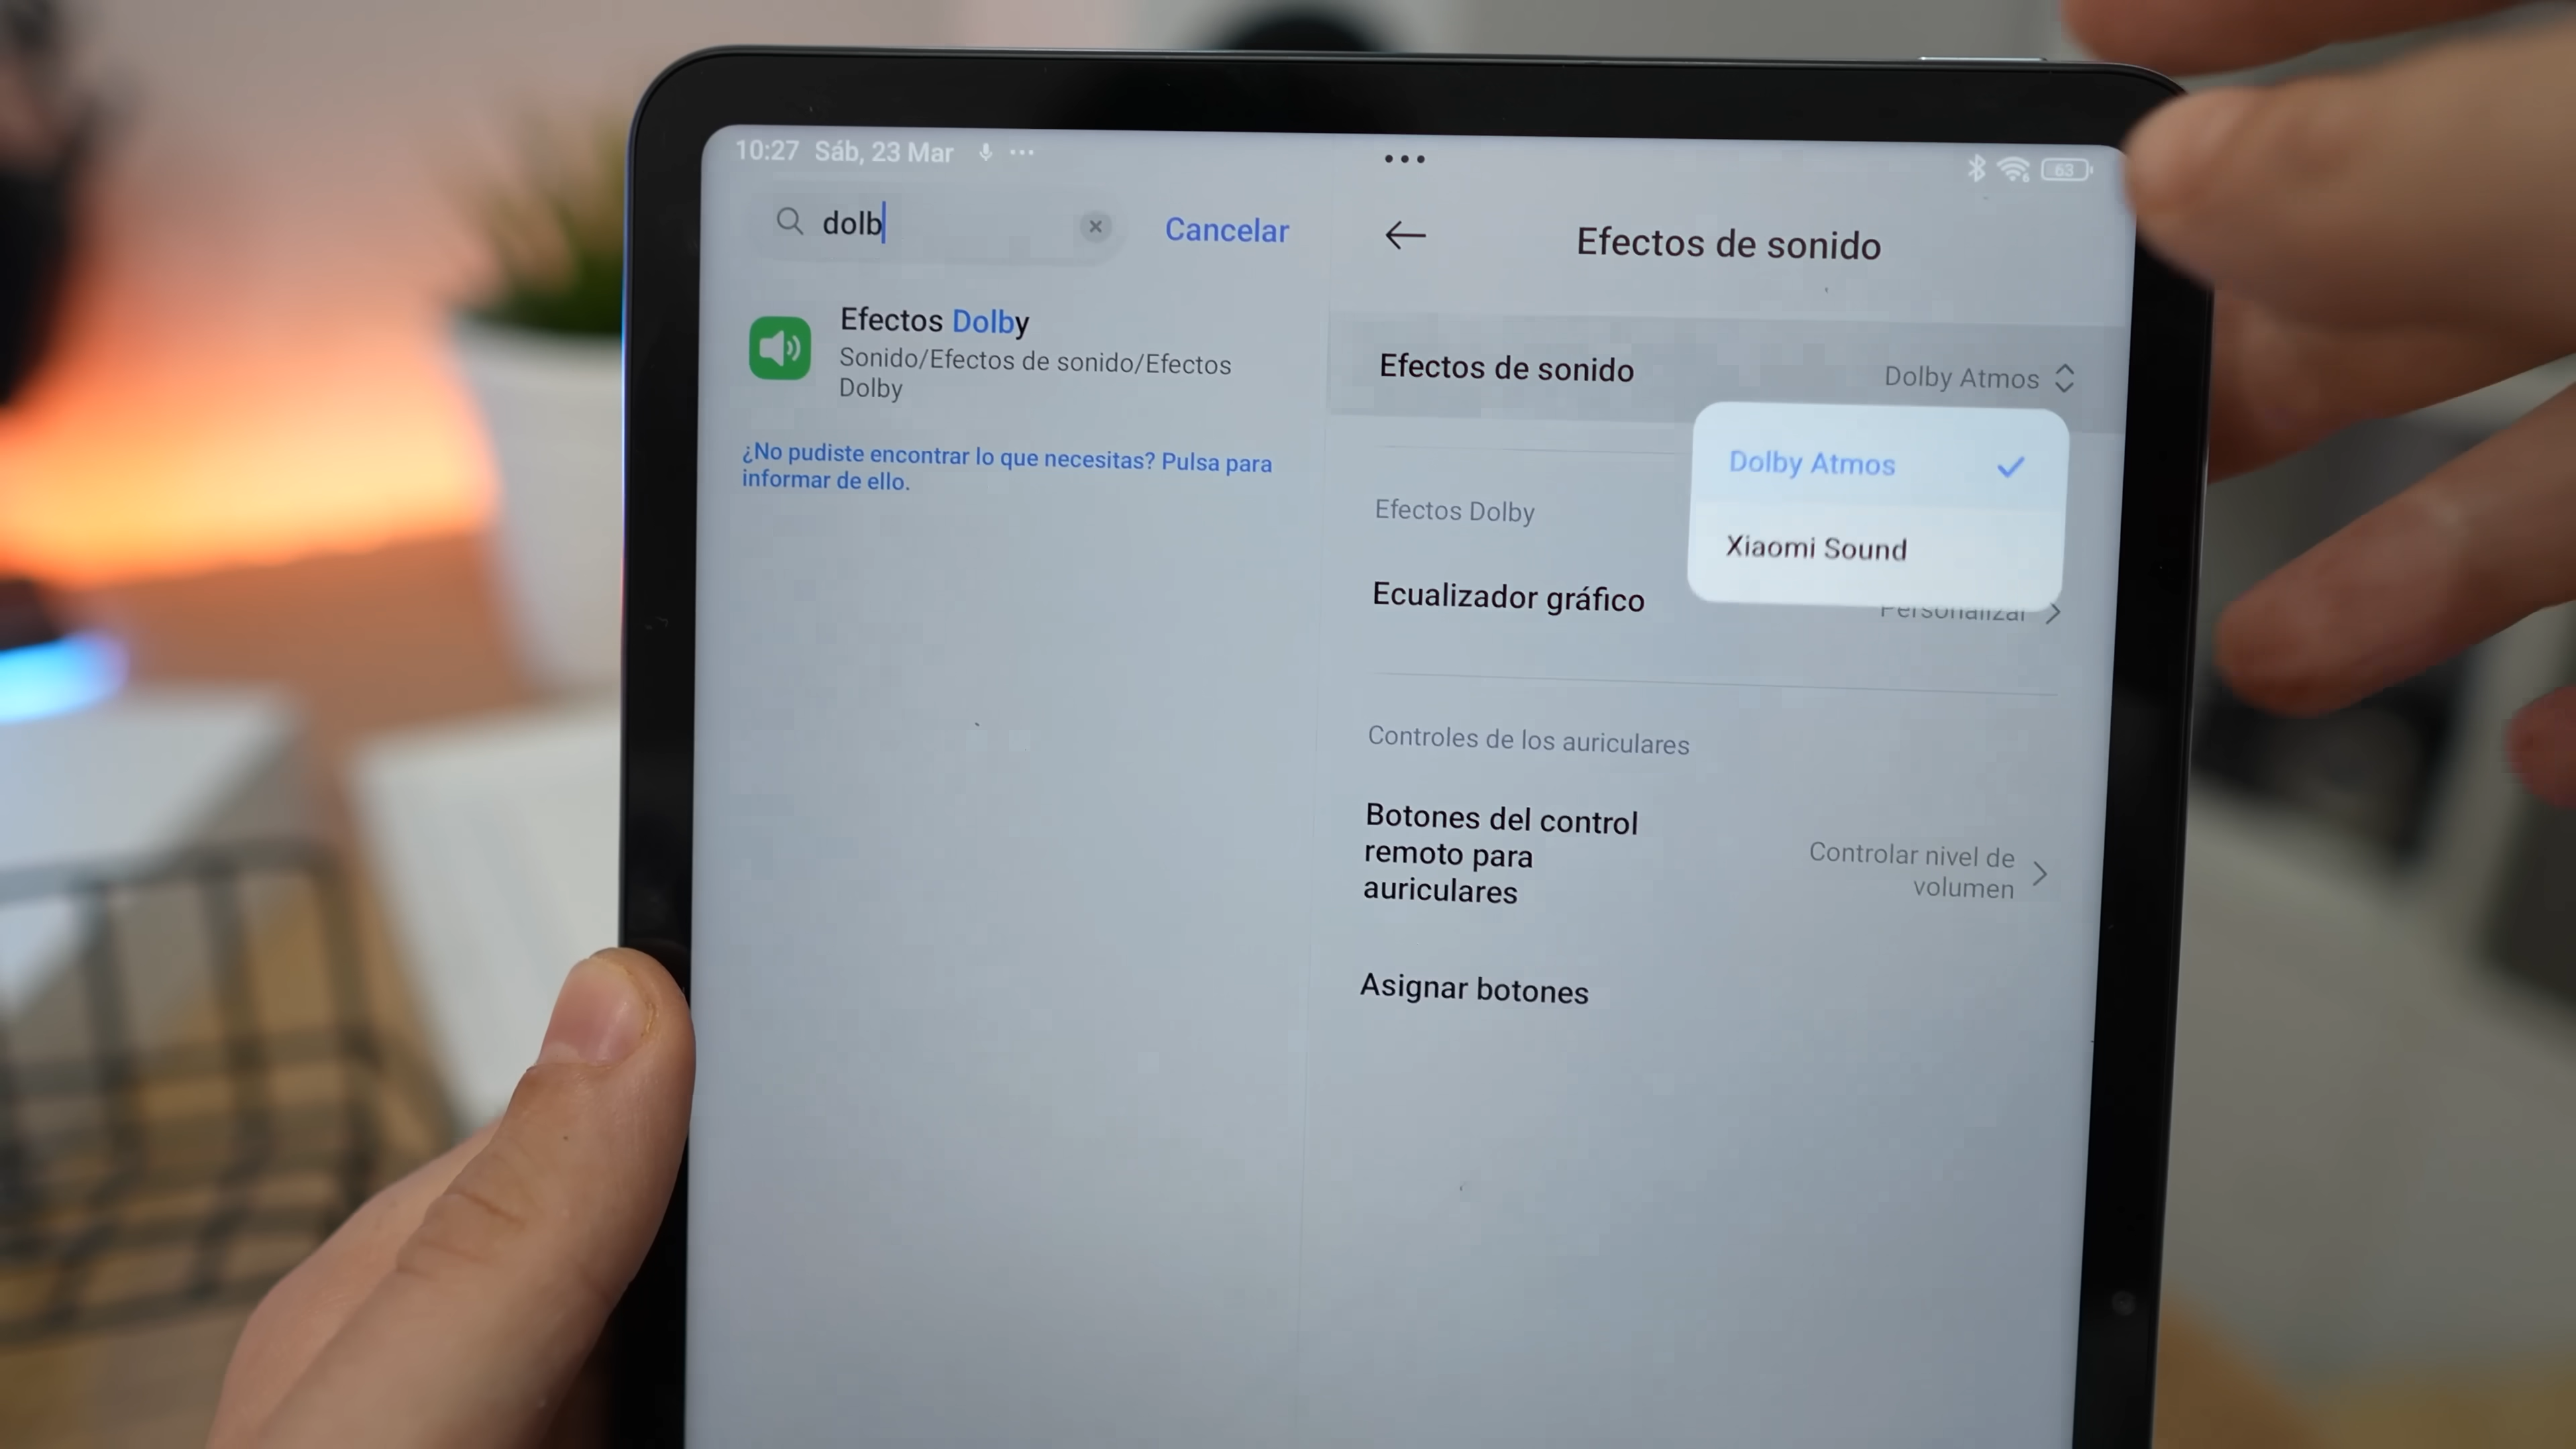 10:27 Sáb, 23 Mar
63
dolb
Cancelar
Efectos Dolby
Sonido/Efectos de sonido/Efectos
Dolby
¿No pudiste encontrar lo que necesitas? Pulsa para
informar de ello.
Efectos de sonido
Efectos de sonido
Dolby Atmos
Dolby Atmos
Xiaomi Sound
Efectos Dolby
Ecualizador gráfico
Personalizar
Controles de los auriculares
Botones del control
remoto para
auriculares
Controlar nivel de
volumen
Asignar botones